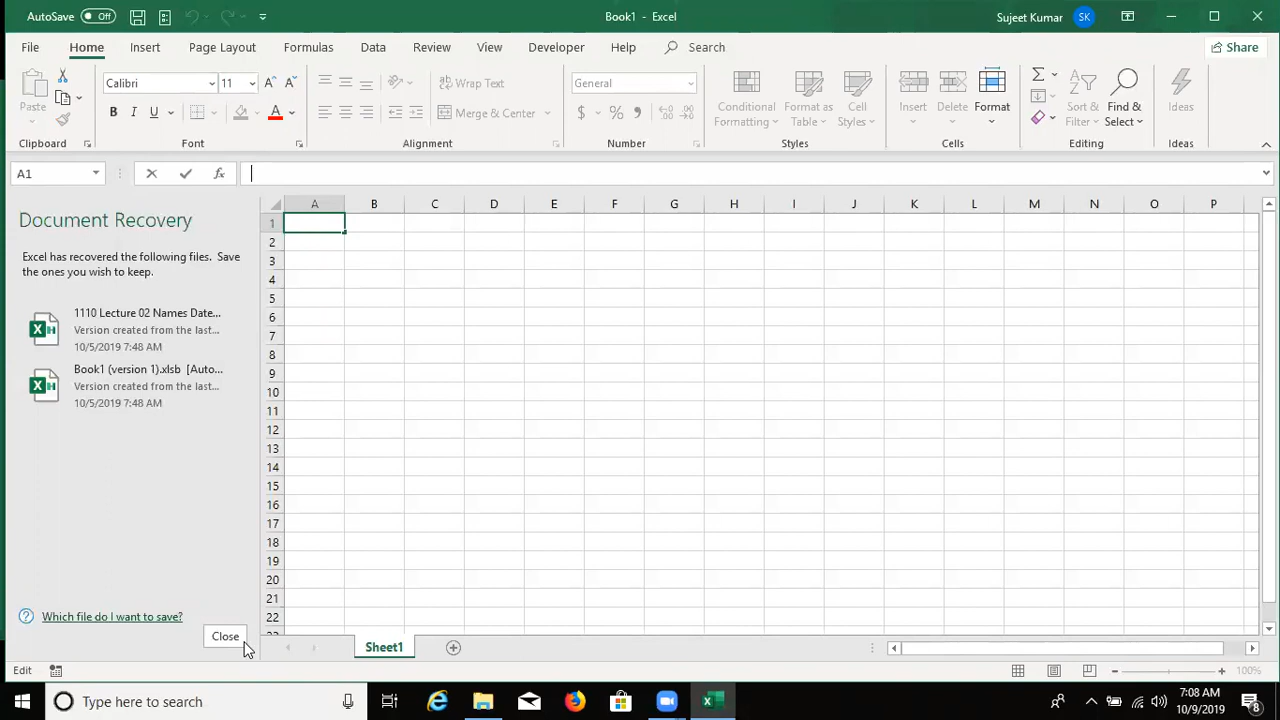 AutoSave Off
Book1 - Excel
Sujeet Kumar SK
File Home Insert Page Layout Formulas Data Review View Developer Help Search Share
Paste
Calibri 11
B I U A
Wrap Text
Merge & Center
General
$ % ,
Conditional Formatting
Format as Table
Cell Styles
Insert Delete Format
Sort & Filter
Find & Select
Ideas
Clipboard Font Alignment Number Styles Cells Editing Ideas
A1 fx
A B C D E F G H I J K L M N O P
Document Recovery
Excel has recovered the following files. Save
the ones you wish to keep.
1110 Lecture 02 Names Date...
Version created from the last...
10/5/2019 7:48 AM
Book1 (version 1).xlsb [Auto...
Version created from the last...
10/5/2019 7:48 AM
Which file do I want to save?
Close
1
2
3
4
5
6
7
8
9
10
11
12
13
14
15
16
17
18
19
20
21
22
Sheet1
Edit
100%
Type here to search
7:08 AM
10/9/2019
8